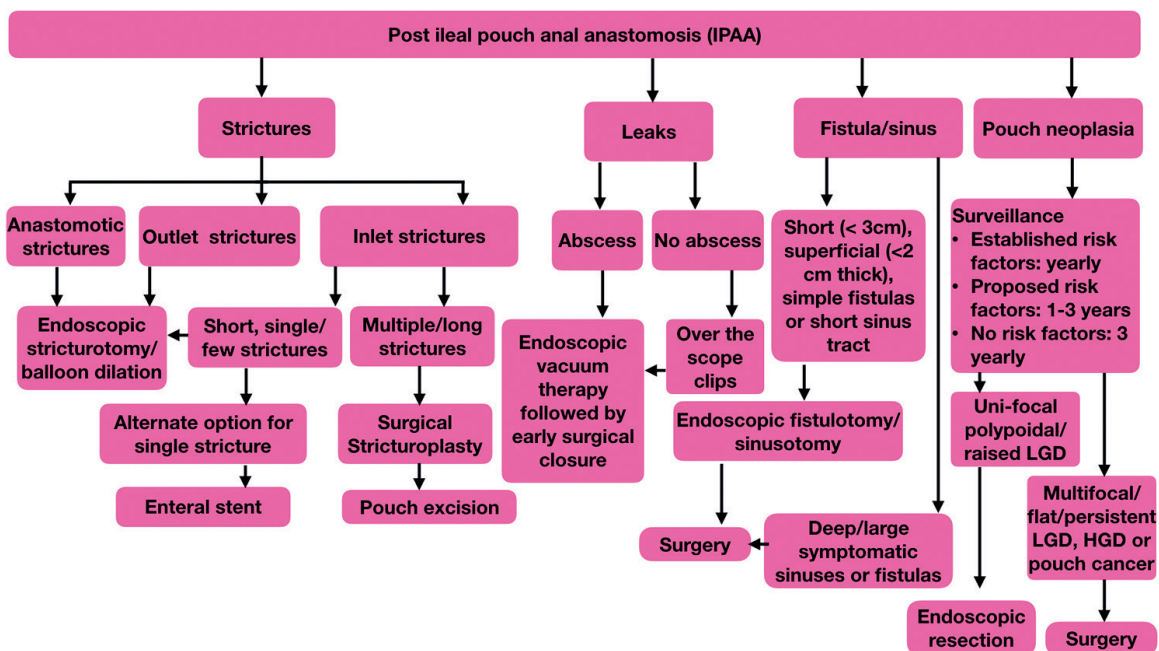 Post ileal pouch anal anastomosis (IPAA)
Strictures
Leaks
Fistula/sinus
Pouch neoplasia
Anastomotic
strictures
Outlet strictures
Inlet strictures
Abscess
No abscess
Short (< 3cm),
superficial (<2
cm thick),
simple fistulas
or short sinus
tract
Surveillance
• Established risk
factors: yearly
• Proposed risk
factors: 1-3 years
• No risk factors: 3
yearly
Endoscopic
stricturotomy/
balloon dilation
Short, single/
few strictures
Multiple/long
strictures
Endoscopic
vacuum
therapy
followed by
early surgical
closure
Over the
scope
clips
Alternate option for
single stricture
Surgical
Stricturoplasty
Endoscopic fistulotomy/
sinusotomy
Uni-focal
polypoidal/
raised LGD
Enteral stent
Pouch excision
Surgery
Deep/large
symptomatic
sinuses or fistulas
Multifocal/
flat/persistent
LGD, HGD or
pouch cancer
Endoscopic
resection
Surgery